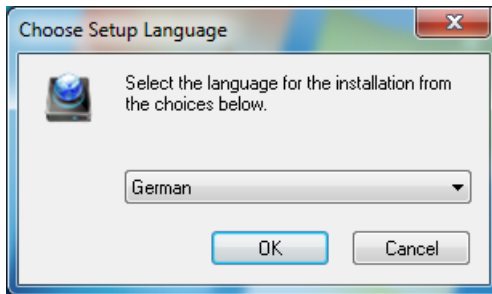 Choose Setup Language
Select the language for the installation from
the choices below.
German
OK
Cancel